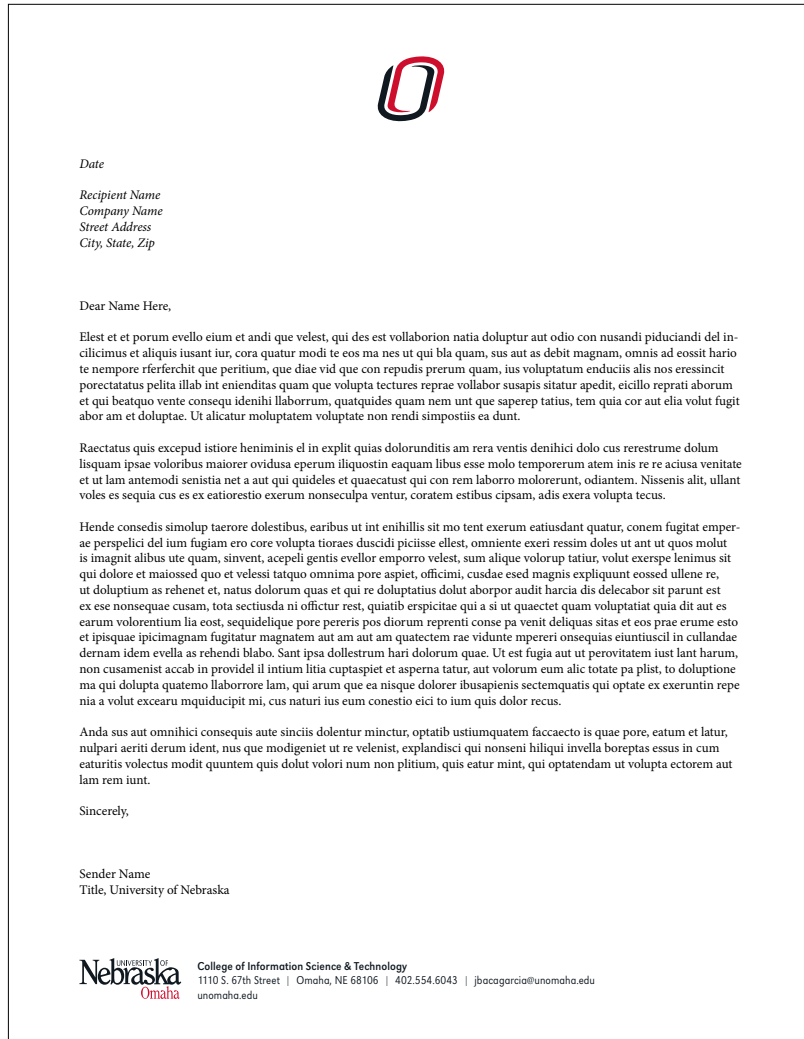 Date
Recipient Name
Company Name
Street Address
City, State, Zip
Dear Name Here,
Elest et et porum evello eium et andi que velest, qui des est vollaborion natia doluptur aut odio con nusandi piduciandi del in-
cilicimus et aliquis iusant iur, cora quatur modi te eos ma nes ut qui bla quam, sus aut as debit magnam, omnis ad eossit hario
te nempore rferferchit que peritium, que diae vid que con repudis prerum quam, ius voluptatum enduciis alis nos eressincit
porectatatus pelita illab int enienditas quam que volupta tectures reprae vollabor susapis sitatur apedit, eicillo reprati aborum
et qui beatquo vente consequ idenihi llaborrum, quatquides quam nem unt que saperep tatius, tem quia cor aut elia volut fugit
abor am et doluptae. Ut alicatur moluptatem voluptate non rendi simpostiis ea dunt.
Raectatus quis excepud istiore heniminis el in explit quias dolorunditis am rera ventis denihici dolo cus rerestrume dolum
lisquam ipsae voloribus maiorer ovidusa eperum iliquostin eaquam libus esse molo temporerum atem inis re re aciusa venitate
et ut lam antemodi senistia net a aut qui quideles et quaecatust qui con rem laborro molorerunt, odiantem. Nissenis alit, ullant
voles es sequia cus es ex eatiorestio exerum nonseculpa ventur, coratem estibus cipsam, adis exera volupta tecus.
Hende consedis simolup taerore dolestibus, earibus ut int enihillis sit mo tent exerum eatiusdant quatur, conem fugitat emper-
ae perspelici del ium fugiam ero core volupta tioraes duscidi piciisse ellest, omniente exeri ressim doles ut ant ut quos molut
is imagnit alibus ute quam, sinvent, acepeli gentis evellor emporro velest, sum alique volorup tatiur, volut exerspe lenimus sit
qui dolore et maiossed quo et velessi tatquo omnima pore aspiet, officimi, cusdae esed magnis expliquunt eossed ullene re,
ut doluptium as rehenet et, natus dolorum quas et qui re doluptatius dolut aborpor audit harcia dis delecabor sit parunt est
ex ese nonsequae cusam, tota sectiusda ni offictur rest, quiatib erspicitae qui a si ut quaectet quam voluptatiat quia dit aut es
earum volorentium lia eost, sequidelique pore pereris pos diorum reprenti conse pa venit deliquas sitas et eos prae erume esto
et ipisquae ipicimagnam fugitatur magnatem aut am aut am quatectem rae vidunte mpereri onsequias eiuntiuscil in cullandae
dernam idem evella as rehendi blabo. Sant ipsa dollestrum hari dolorum quae. Ut est fugia aut ut perovitatem iust lant harum,
non cusamenist accab in providel il intium litia cuptaspiet et asperna tatur, aut volorum eum alic totate pa plist, to doluptione
ma qui dolupta quatemo llaborrore lam, qui arum que ea nisque dolorer ibusapienis sectemquatis qui optate ex exeruntin repe
nia a volut excearu mquiducipit mi, cus naturi ius eum conestio eici to ium quis dolor recus.
Anda sus aut omnihici consequis aute sinciis dolentur minctur, optatib ustiumquatem faccaecto is quae pore, eatum et latur,
nulpari aeriti derum ident, nus que modigeniet ut re velenist, explandisci qui nonseni hiliqui invella boreptas essus in cum
eaturitis volectus modit quuntem quis dolut volori num non plitium, quis eatur mint, qui optatendam ut volupta ectorem aut
lam rem iunt.
Sincerely,
Sender Name
Title, University of Nebraska
UNIVERSITY OF
Nebraska
Omaha
College of Information Science & Technology
1110 S. 67th Street | Omaha, NE 68106 | 402.554.6043 | jbacagarcia@unomaha.edu
unomaha.edu